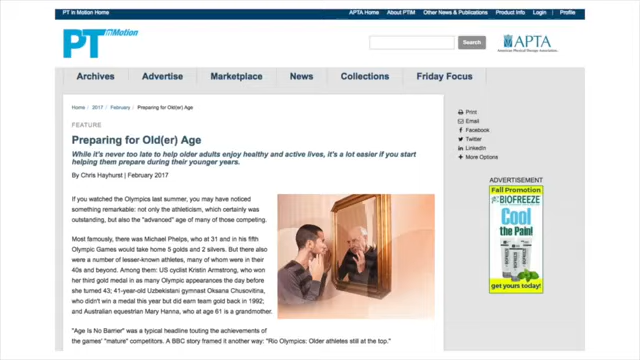 PT in Motion Home
APTA Home About PTiM Other News & Publications Product Info Login Profile
PT inMotion
Search
APTA
American Physical Therapy Association
Archives Advertise Marketplace News Collections Friday Focus
Home > 2017 > February > Preparing for Old(er) Age
FEATURE
Preparing for Old(er) Age
While it's never too late to help older adults enjoy healthy and active lives, it's a lot easier if you start
helping them prepare during their younger years.
By Chris Hayhurst | February 2017
If you watched the Olympics last summer, you may have noticed
something remarkable: not only the athleticism, which certainly was
outstanding, but also the "advanced" age of many of those competing.
Most famously, there was Michael Phelps, who at 31 and in his fifth
Olympic Games would take home 5 golds and 2 silvers. But there also
were a number of lesser-known athletes, many of whom were in their
40s and beyond. Among them: US cyclist Kristin Armstrong, who won
her third gold medal in as many Olympic appearances the day before
she turned 43; 41-year-old Uzbekistani gymnast Oksana Chusovitina,
who didn't win a medal this year but did earn team gold back in 1992;
and Australian equestrian Mary Hanna, who at age 61 is a grandmother.
"Age Is No Barrier" was a typical headline touting the achievements of
the games' "mature" competitors. A BBC story framed it another way: "Rio Olympics: Older athletes still at the top."
Print
Email
Facebook
Twitter
LinkedIn
+ More Options
ADVERTISEMENT
Fall Promotion
BIOFREEZE
Cool
the Pain!
get yours today!